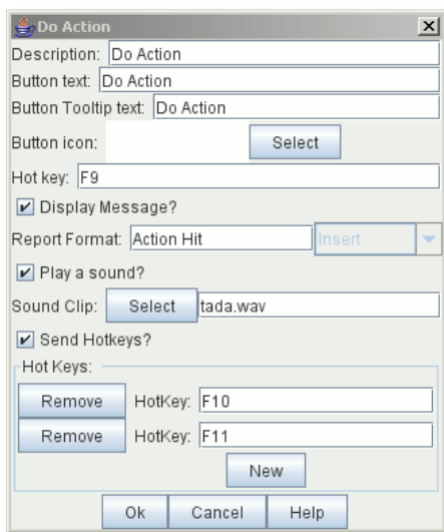 Do Action
Description: Do Action
Button text: Do Action
Button Tooltip text: Do Action
Button icon: Select
Hot key: F9
Display Message?
Report Format: Action Hit Insert
Play a sound?
Sound Clip: Select tada.wav
Send Hotkeys?
Hot Keys:
Remove HotKey: F10
Remove HotKey: F11
New
Ok Cancel Help